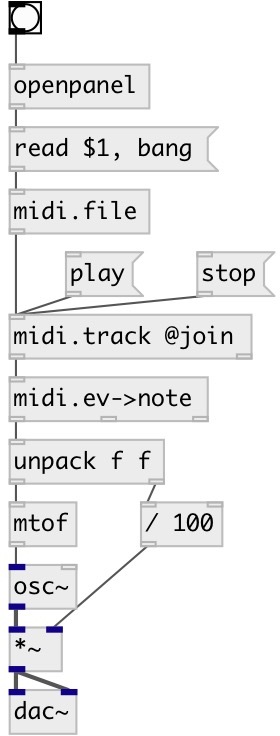 openpanel
read $1, bang
midi.file
play
stop
midi.track @join
midi.ev->note
unpack f f
mtof
/ 100
osc~
*~
dac~